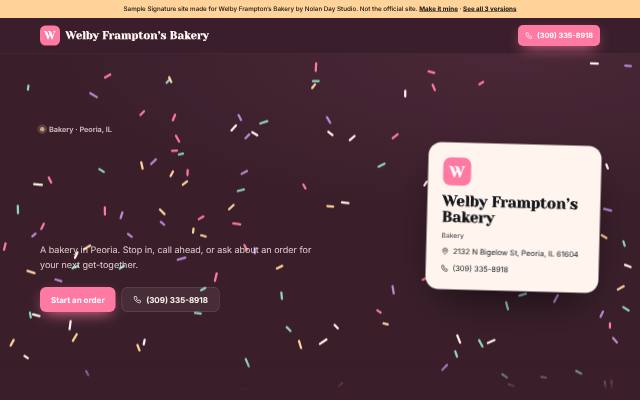 Sample Signature site made for Welby Frampton's Bakery by Nolan Day Studio. Not the official site. Make it mine · See all 3 versions
W Welby Frampton's Bakery
(309) 335-8918
Bakery · Peoria, IL
W
Welby Frampton's
Bakery
Bakery
2132 N Bigelow St, Peoria, IL 61604
(309) 335-8918
A bakery in Peoria. Stop in, call ahead, or ask about an order for
your next get-together.
Start an order
(309) 335-8918